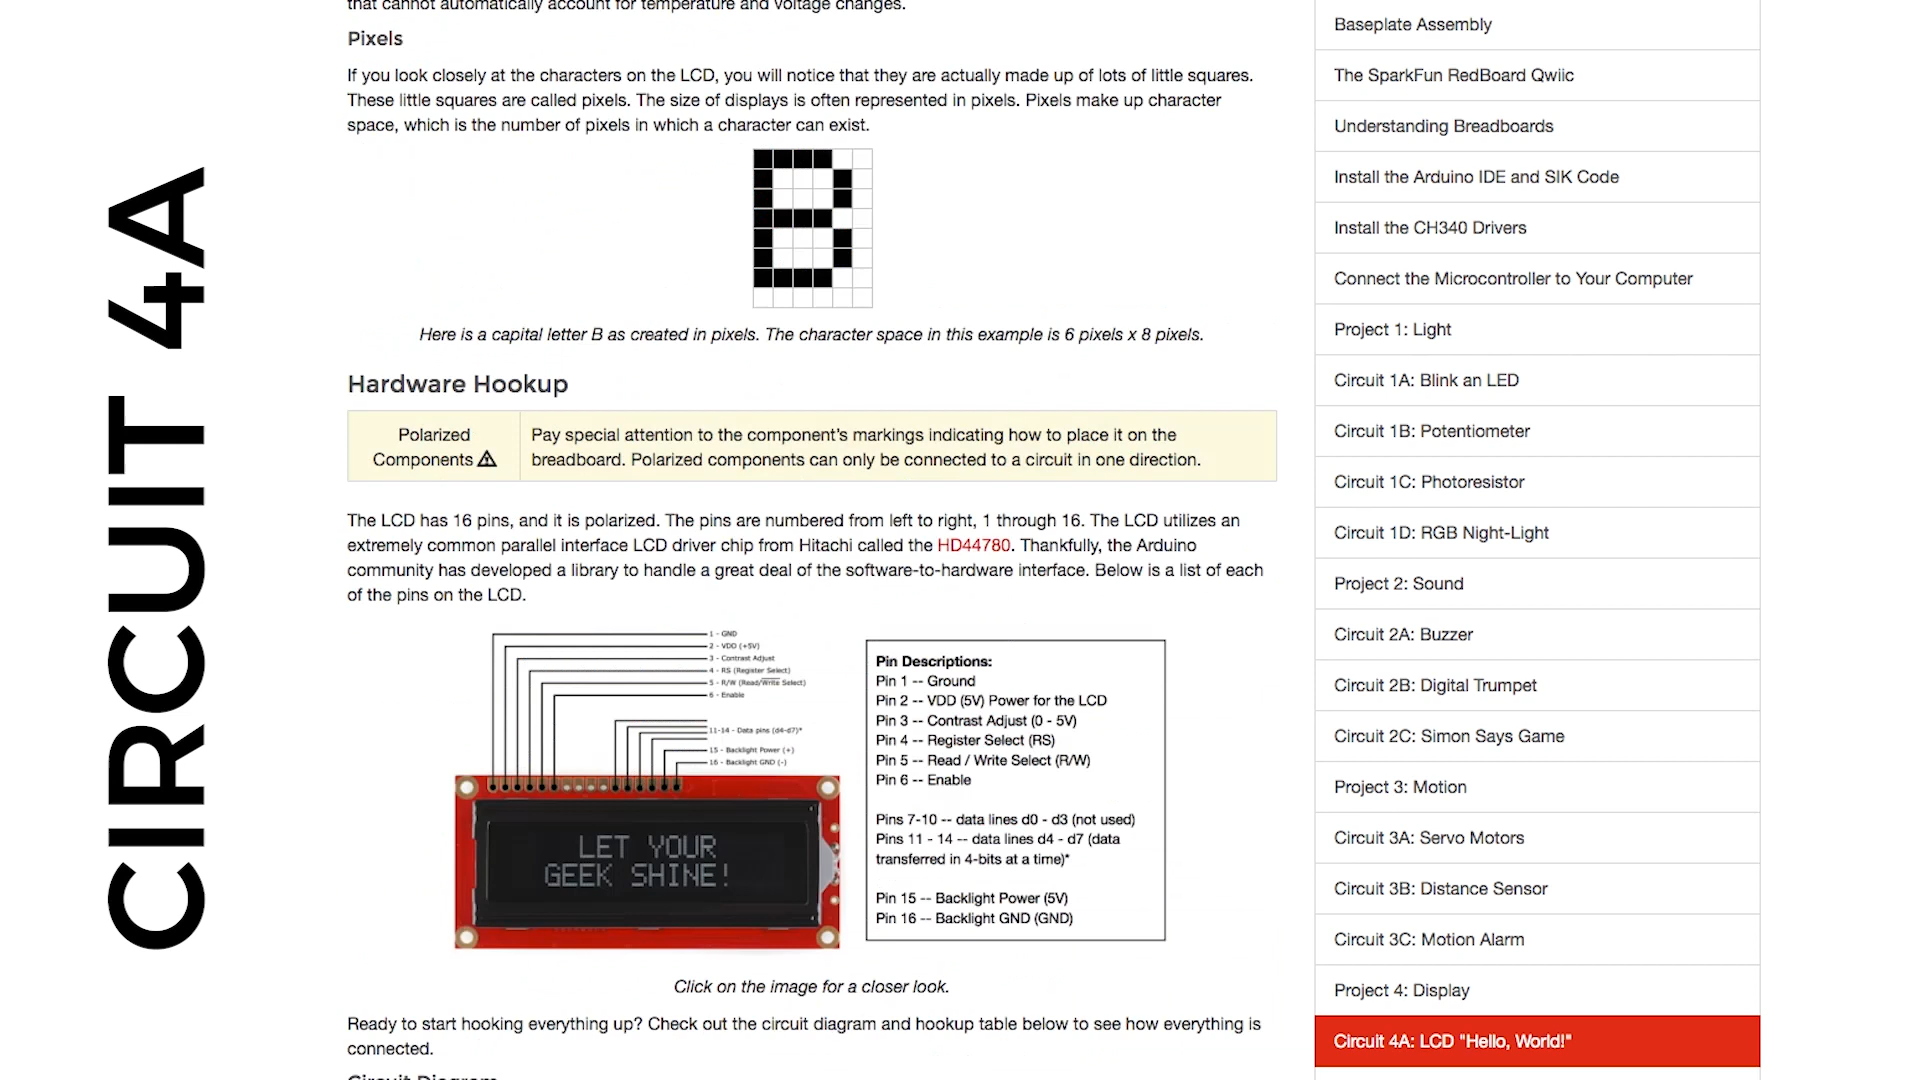 CIRCUIT 4A
that cannot automatically account for temperature and voltage changes.
Pixels
If you look closely at the characters on the LCD, you will notice that they are actually made up of lots of little squares.
These little squares are called pixels. The size of displays is often represented in pixels. Pixels make up character
space, which is the number of pixels in which a character can exist.
Here is a capital letter B as created in pixels. The character space in this example is 6 pixels x 8 pixels.
Hardware Hookup
Polarized
Components
Pay special attention to the component's markings indicating how to place it on the
breadboard. Polarized components can only be connected to a circuit in one direction.
The LCD has 16 pins, and it is polarized. The pins are numbered from left to right, 1 through 16. The LCD utilizes an
extremely common parallel interface LCD driver chip from Hitachi called the HD44780. Thankfully, the Arduino
community has developed a library to handle a great deal of the software-to-hardware interface. Below is a list of each
of the pins on the LCD.
1 - GND
2 - VDD (+5V)
3 - Contrast Adjust
4 - RS (Register Select)
5 - R/W (Read/Write Select)
6 - Enable
11-14 - Data pins (d4-d7)*
15 - Backlight Power (+)
16 - Backlight GND (-)
LET YOUR
GEEK SHINE!
Pin Descriptions:
Pin 1 -- Ground
Pin 2 -- VDD (5V) Power for the LCD
Pin 3 -- Contrast Adjust (0 - 5V)
Pin 4 -- Register Select (RS)
Pin 5 -- Read / Write Select (R/W)
Pin 6 -- Enable
Pins 7-10 -- data lines d0 - d3 (not used)
Pins 11 - 14 -- data lines d4 - d7 (data
transferred in 4-bits at a time)*
Pin 15 -- Backlight Power (5V)
Pin 16 -- Backlight GND (GND)
Click on the image for a closer look.
Ready to start hooking everything up? Check out the circuit diagram and hookup table below to see how everything is
connected.
Circuit Diagram
Baseplate Assembly
The SparkFun RedBoard Qwiic
Understanding Breadboards
Install the Arduino IDE and SIK Code
Install the CH340 Drivers
Connect the Microcontroller to Your Computer
Project 1: Light
Circuit 1A: Blink an LED
Circuit 1B: Potentiometer
Circuit 1C: Photoresistor
Circuit 1D: RGB Night-Light
Project 2: Sound
Circuit 2A: Buzzer
Circuit 2B: Digital Trumpet
Circuit 2C: Simon Says Game
Project 3: Motion
Circuit 3A: Servo Motors
Circuit 3B: Distance Sensor
Circuit 3C: Motion Alarm
Project 4: Display
Circuit 4A: LCD "Hello, World!"